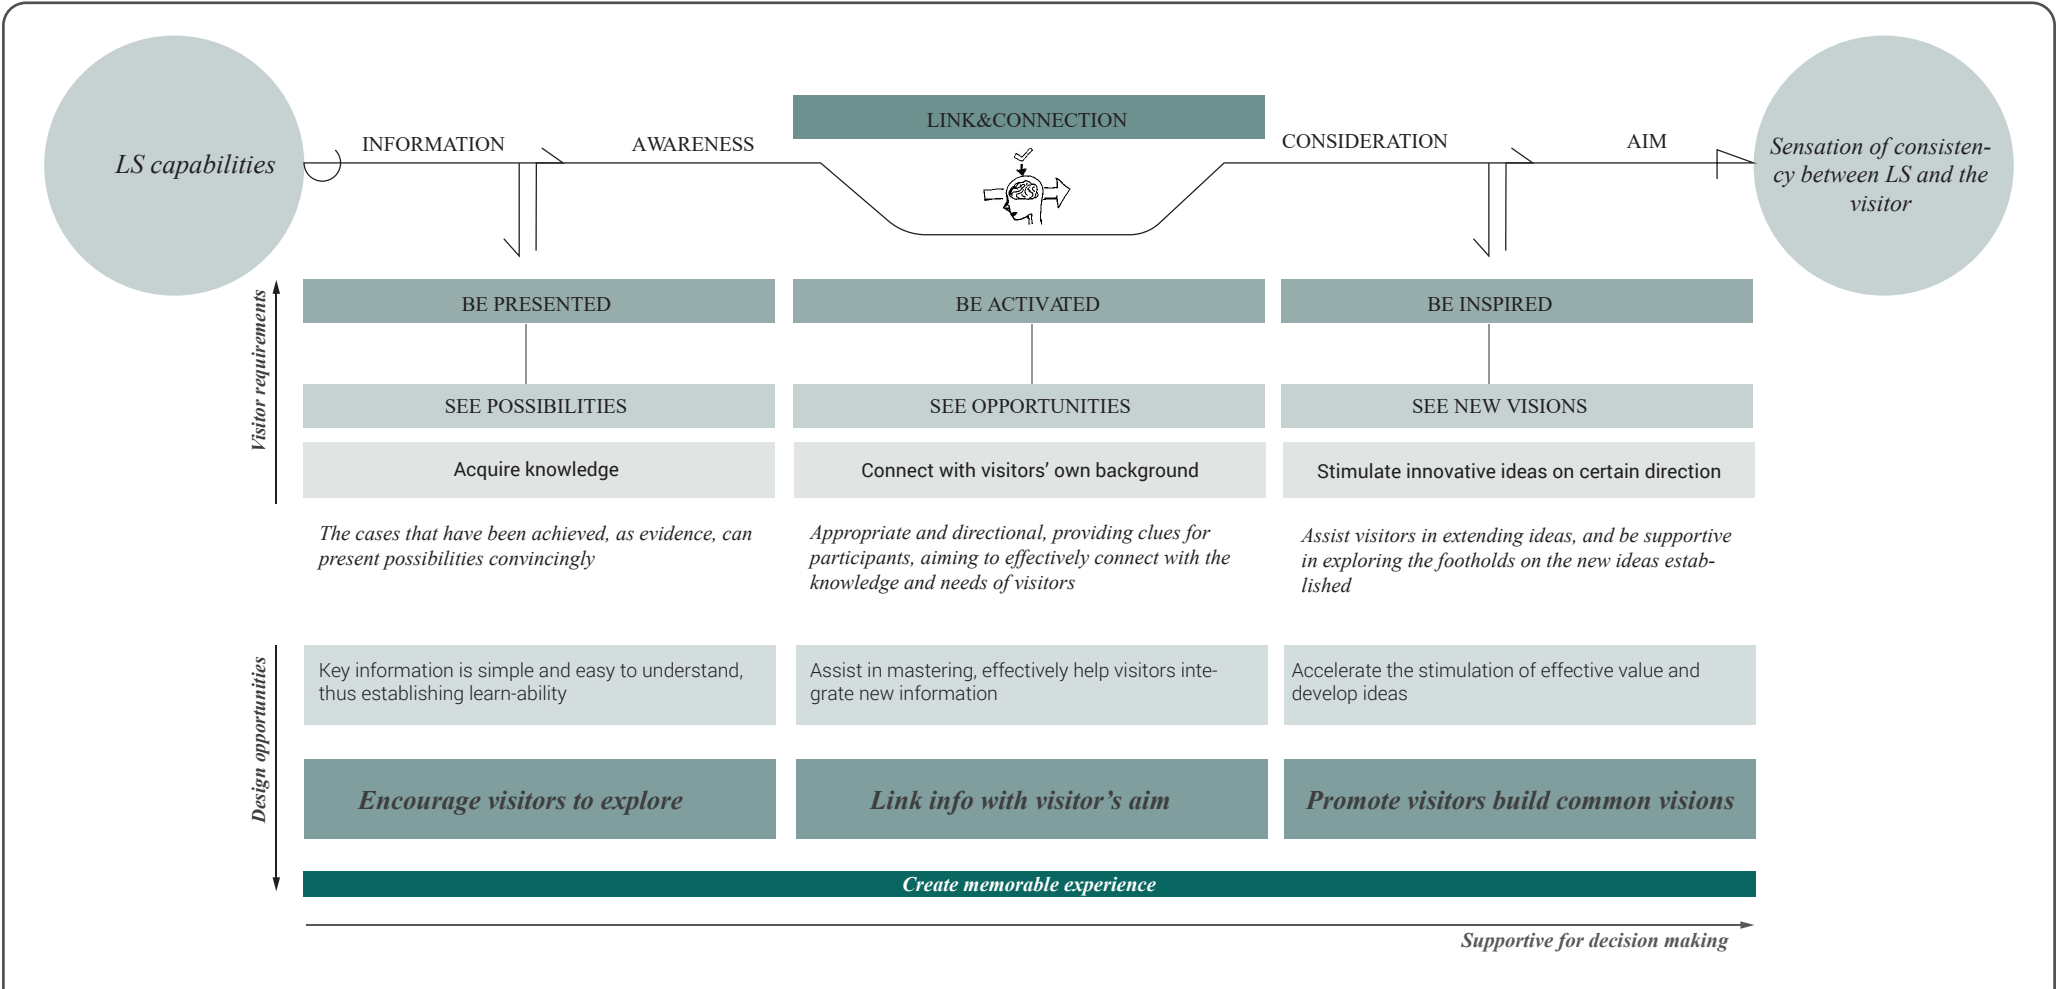 LS capabilities
INFORMATION
AWARENESS
LINK&CONNECTION
CONSIDERATION
AIM
Sensation of consisten-
cy between LS and the
visitor
Visitor requirements
BE PRESENTED
BE ACTIVATED
BE INSPIRED
SEE POSSIBILITIES
SEE OPPORTUNITIES
SEE NEW VISIONS
Acquire knowledge
Connect with visitors’ own background
Stimulate innovative ideas on certain direction
The cases that have been achieved, as evidence, can
present possibilities convincingly
Appropriate and directional, providing clues for
participants, aiming to effectively connect with the
knowledge and needs of visitors
Assist visitors in extending ideas, and be supportive
in exploring the footholds on the new ideas estab-
lished
Design opportunities
Key information is simple and easy to understand,
thus establishing learn-ability
Assist in mastering, effectively help visitors inte-
grate new information
Accelerate the stimulation of effective value and
develop ideas
Encourage visitors to explore
Link info with visitor’s aim
Promote visitors build common visions
Create memorable experience
Supportive for decision making